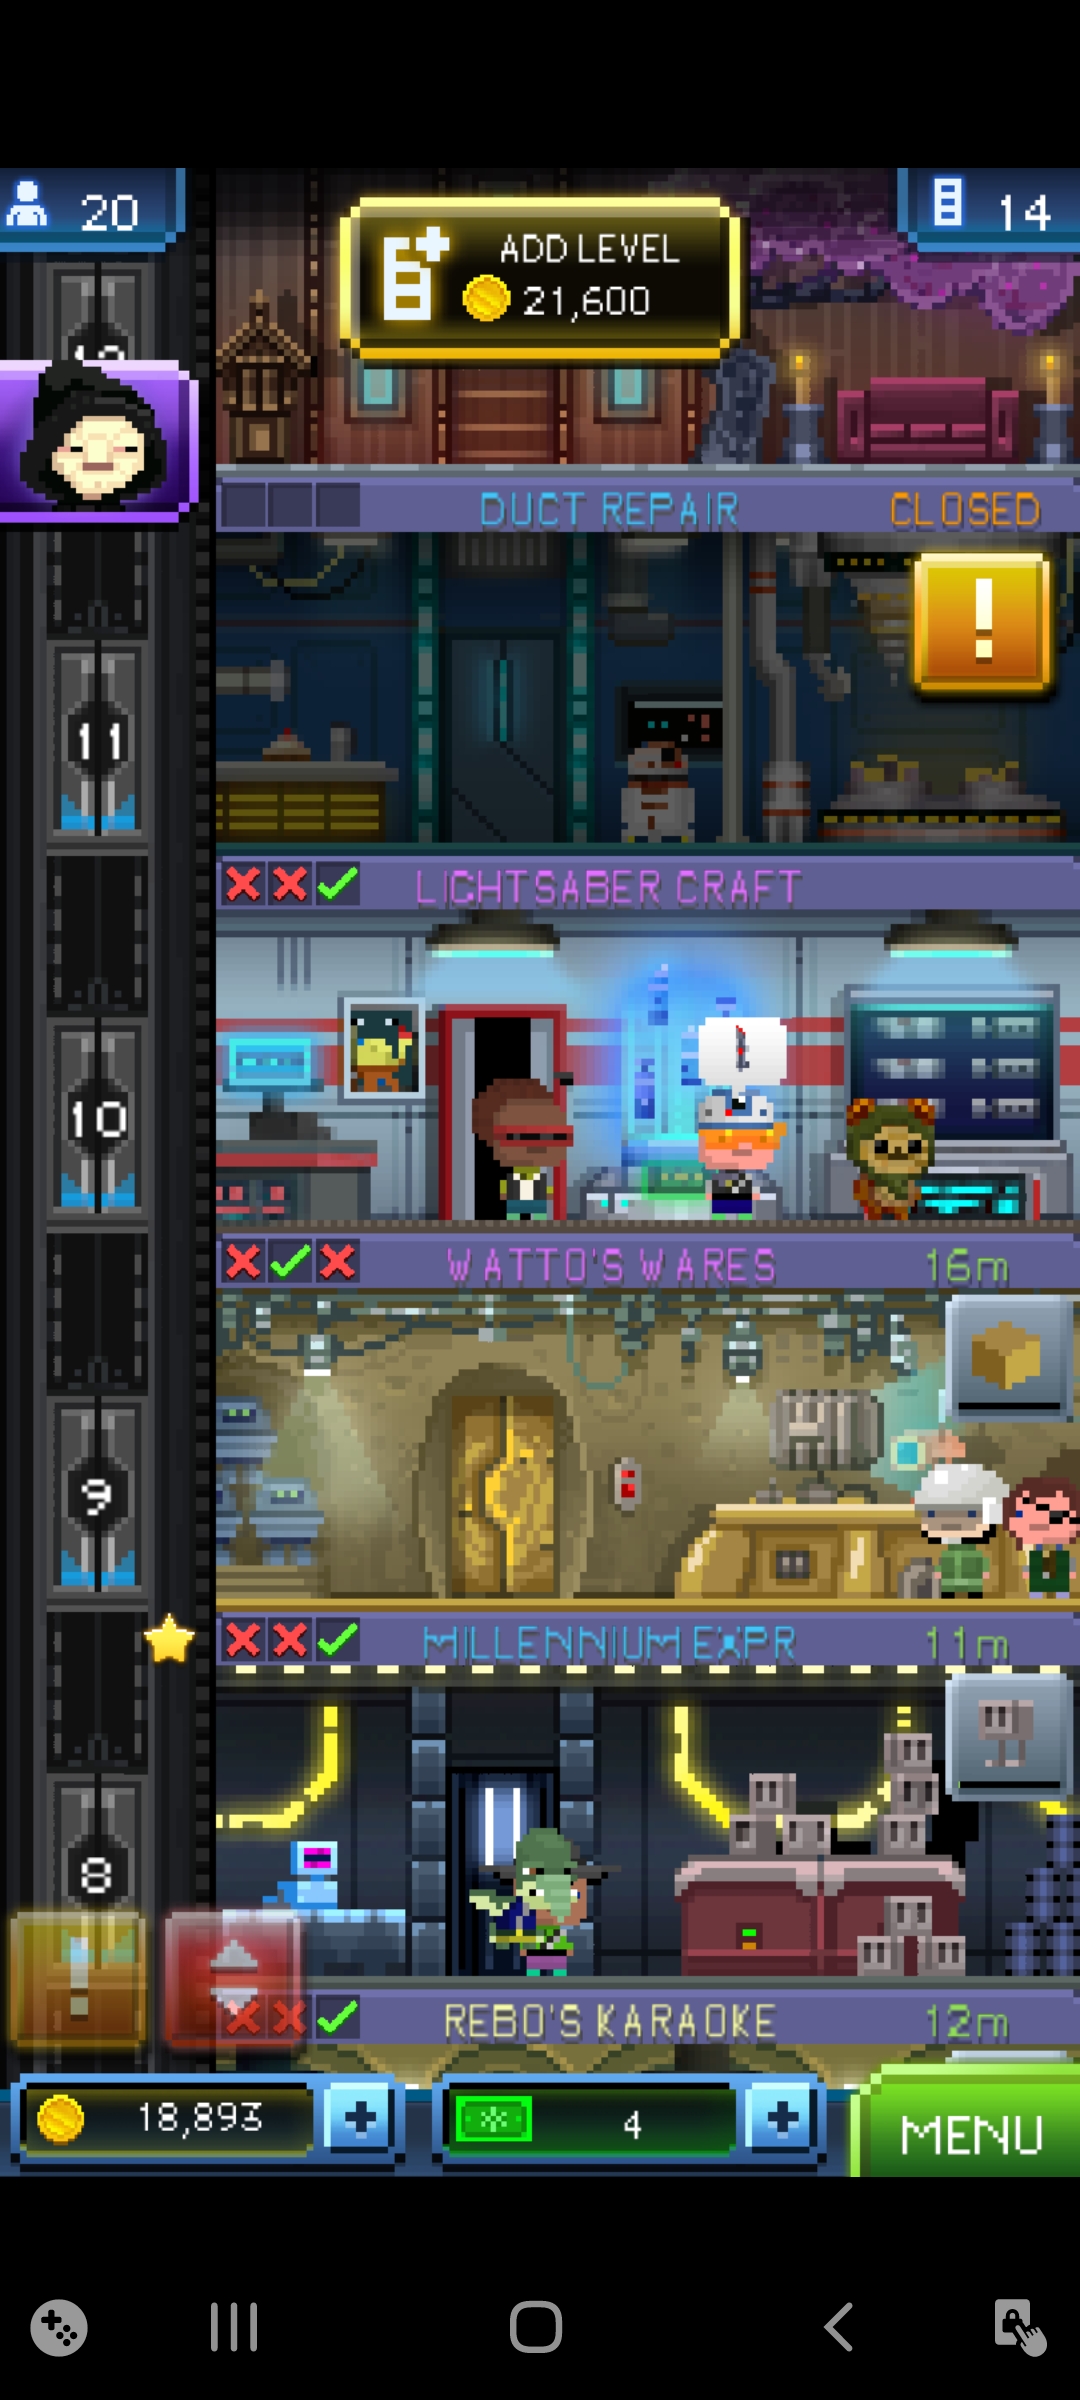 20
ADD LEVEL
21,600
14
DUCT REPAIR
CLOSED
!
11
LIGHTSABER CRAFT
10
WATTO'S WARES
16m
9
MILLENNIUM EXPR
11m
8
!
REBO'S KARAOKE
12m
18,893
+
4
+
MENU